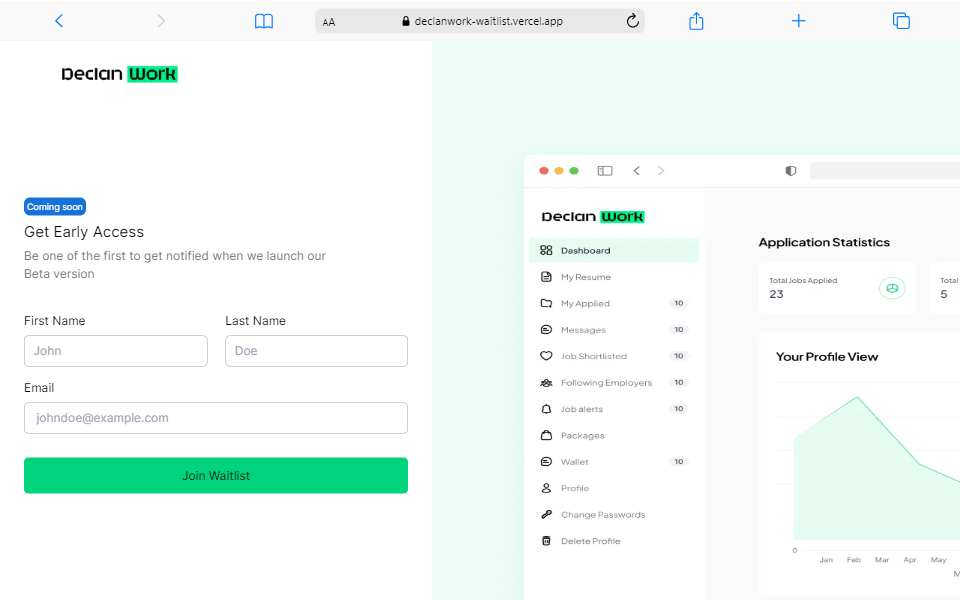 AA
declanwork-waitlist.vercel.app
Declan Work
Coming soon
Get Early Access
Be one of the first to get notified when we launch our
Beta version
First Name
Last Name
John
Doe
Email
johndoe@example.com
Join Waitlist
Declan Work
Dashboard
My Resume
My Applied 10
Messages 10
Job Shortlisted 10
Following Employers 10
Job alerts 10
Packages
Wallet 10
Profile
Change Passwords
Delete Profile
Application Statistics
Total Jobs Applied
23
Total
5
Your Profile View
0
Jan Feb Mar Apr May
M